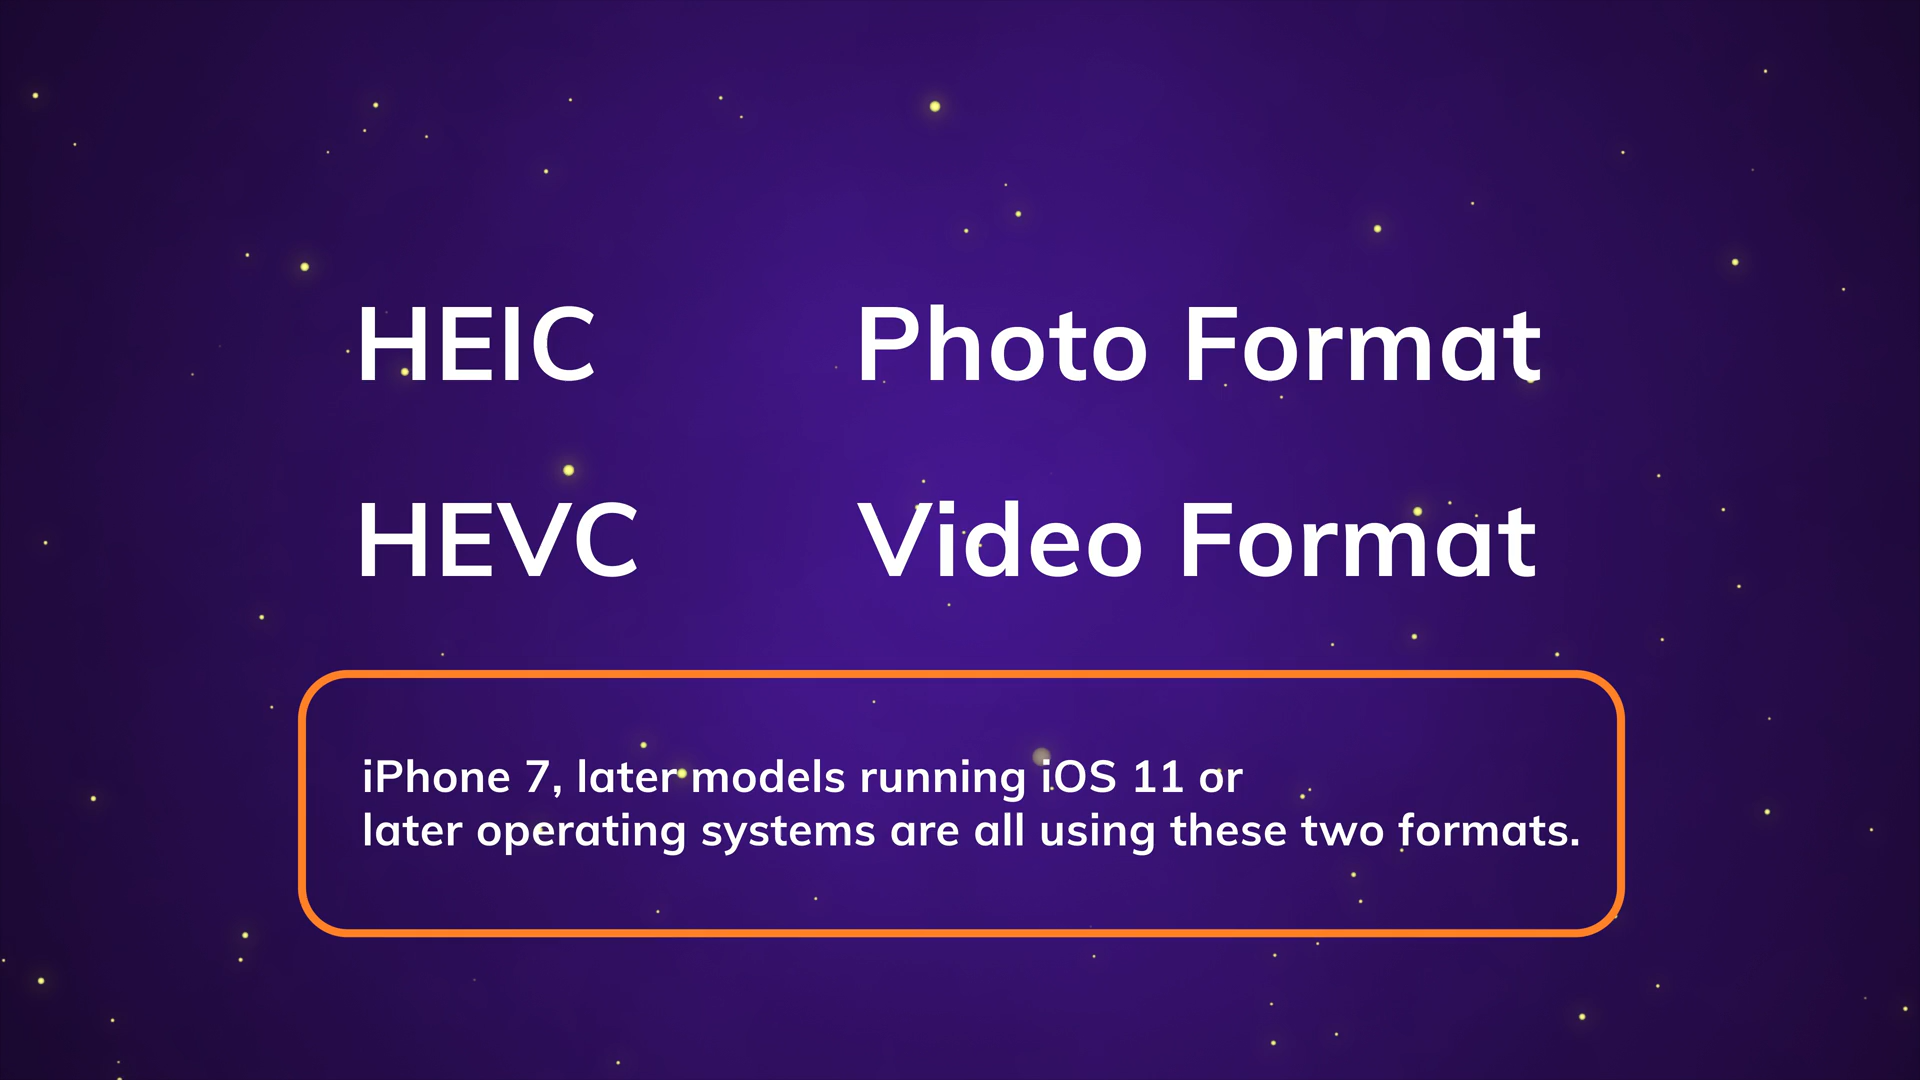 HEIC Photo Format
HEVC Video Format
iPhone 7, later models running iOS 11 or
later operating systems are all using these two formats.